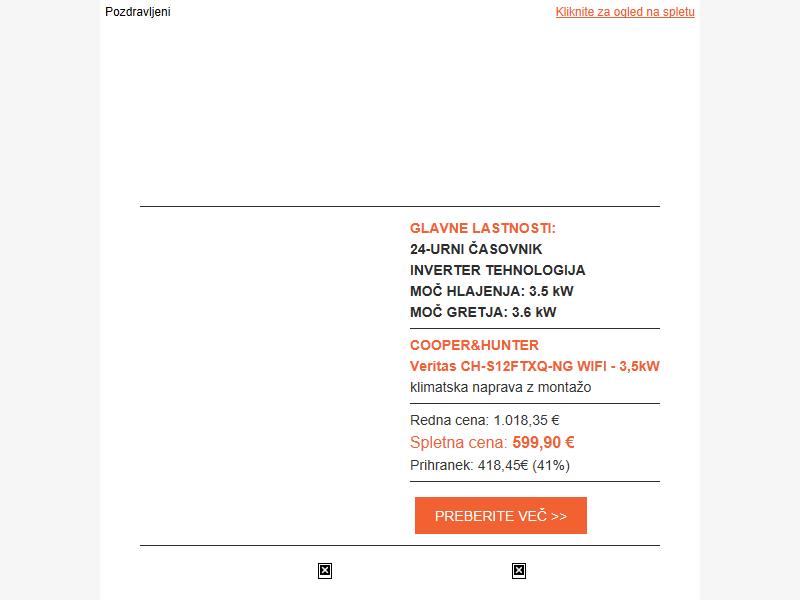 Pozdravljeni
Kliknite za ogled na spletu
GLAVNE LASTNOSTI:
24-URNI ČASOVNIK
INVERTER TEHNOLOGIJA
MOČ HLAJENJA: 3.5 kW
MOČ GRETJA: 3.6 kW
COOPER&HUNTER
Veritas CH-S12FTXQ-NG WIFI - 3,5kW
klimatska naprava z montažo
Redna cena: 1.018,35 €
Spletna cena: 599,90 €
Prihranek: 418,45€ (41%)
PREBERITE VEČ >>